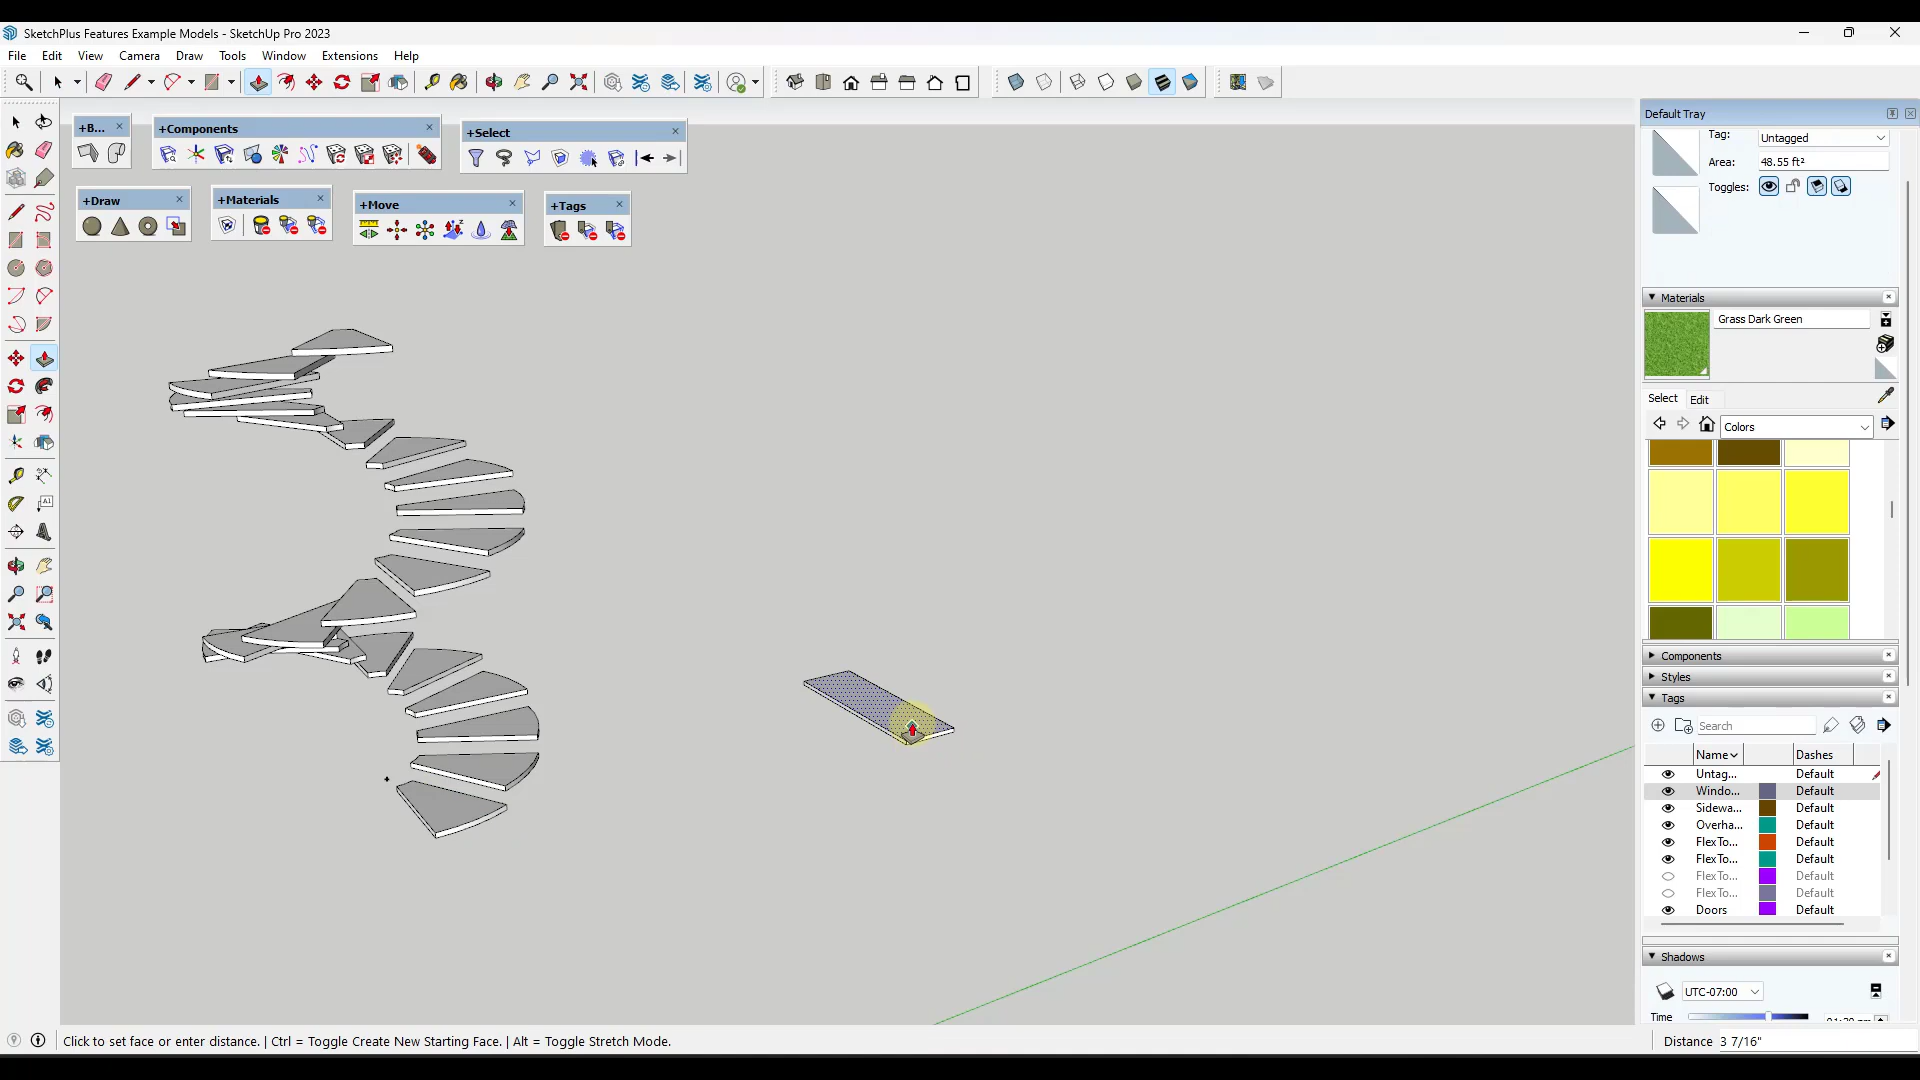 SketchPlus Features Example Models - SketchUp Pro 2023
File Edit View Camera Draw Tools Window Extensions Help
+B...
+Components
+Select
+Draw
+Materials
+Move
+Tags
Default Tray
Tag: Untagged
Area: 48.55 ft²
Toggles:
Materials
Grass Dark Green
Select Edit
Colors
Components
Styles
Tags
Search
Name Dashes
Untag... Default
Windo... Default
Sidewa... Default
Overha... Default
FlexTo... Default
FlexTo... Default
FlexTo... Default
FlexTo... Default
Doors Default
Shadows
UTC-07:00
Time
Click to set face or enter distance. | Ctrl = Toggle Create New Starting Face. | Alt = Toggle Stretch Mode.
Distance 3 7/16"